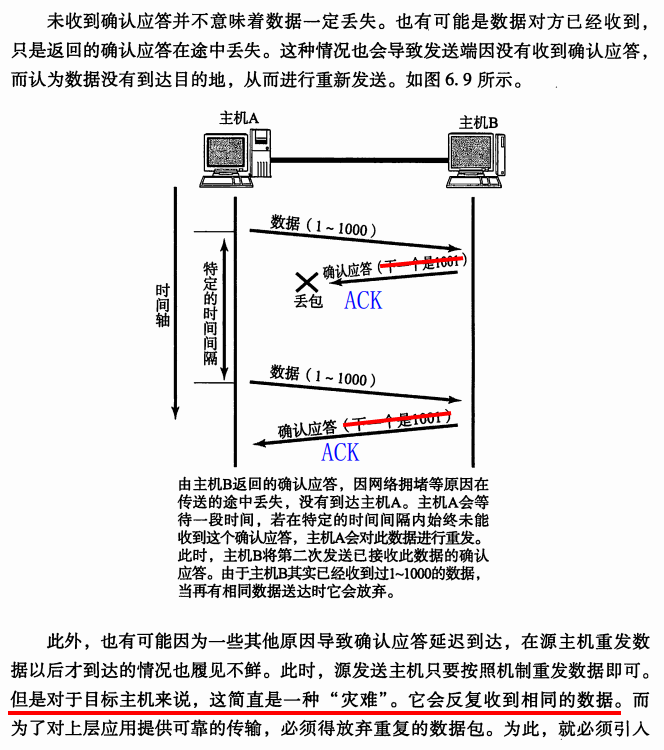 未收到确认应答并不意味着数据一定丢失。也有可能是数据对方已经收到,
只是返回的确认应答在途中丢失。这种情况也会导致发送端因没有收到确认应答,
而认为数据没有到达目的地，从而进行重新发送。如图6.9所示。
主机A
主机B
数据（1~1000）
确认应答（下一个是1001）
丢包
ACK
特定的时间间隔
时间轴
数据（1~1000）
确认应答（下一个是1001）
ACK
由主机B返回的确认应答，因网络拥堵等原因在
传送的途中丢失，没有到达主机A。主机A会等
待一段时间，若在特定的时间间隔内始终未能
收到这个确认应答，主机A会对此数据进行重发。
此时，主机B将第二次发送已接收此数据的确认
应答。由于主机B其实已经收到过1~1000的数据，
当再有相同数据送达时它会放弃。
此外，也有可能因为一些其他原因导致确认应答延迟到达，在源主机重发数
据以后才到达的情况也履见不鲜。此时，源发送主机只要按照机制重发数据即可。
但是对于目标主机来说，这简直是一种“灾难”。它会反复收到相同的数据。而
为了对上层应用提供可靠的传输，必须得放弃重复的数据包。为此，就必须引入